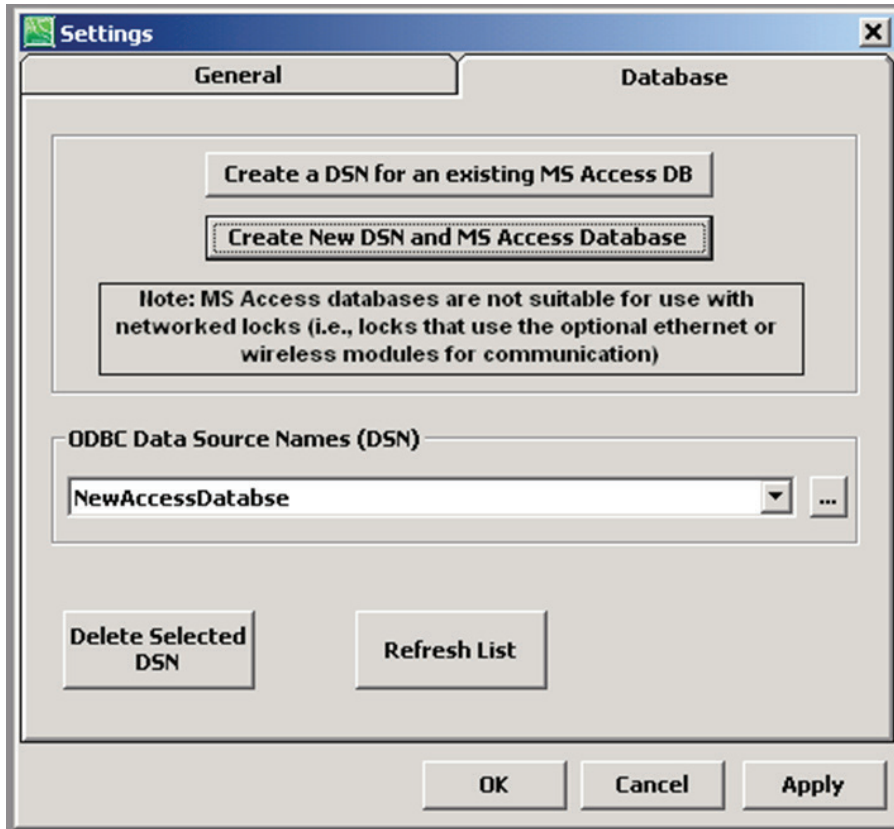 Settings
General
Database
Create a DSN for an existing MS Access DB
Create New DSN and MS Access Database
Note: MS Access databases are not suitable for use with
networked locks (i.e., locks that use the optional ethernet or
wireless modules for communication)
ODBC Data Source Names (DSN)
NewAccessDatabse
...
Delete Selected
DSN
Refresh List
OK
Cancel
Apply